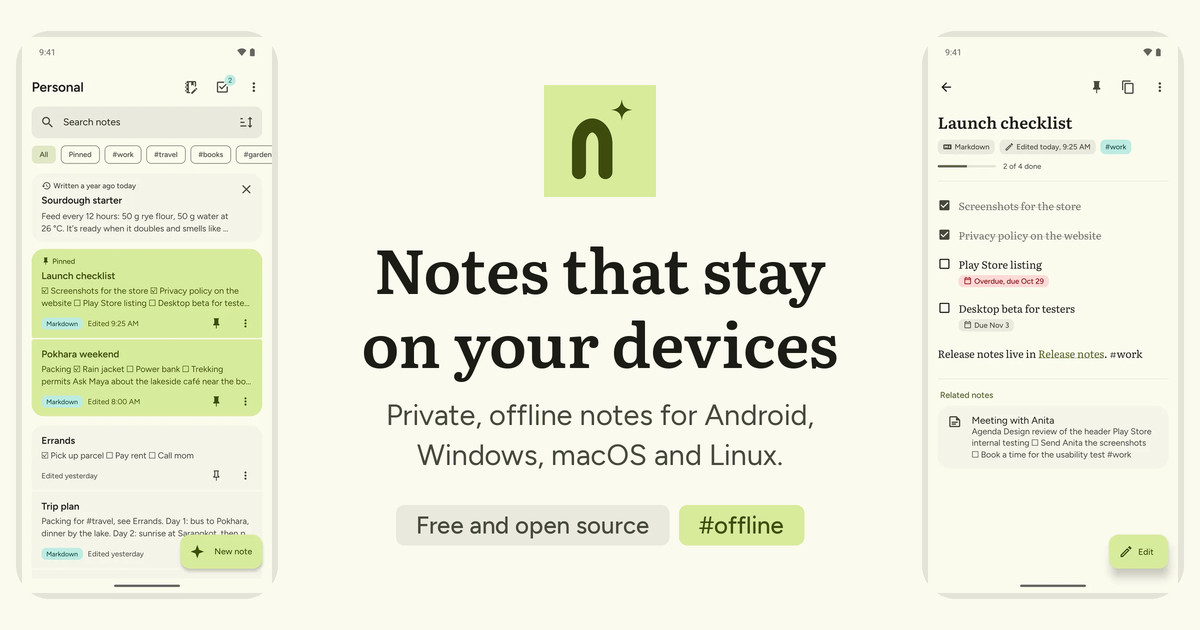 9:41
Personal
2
Search notes
All
Pinned
#work
#travel
#books
#garden
Written a year ago today
Sourdough starter
Feed every 12 hours: 50 g rye flour, 50 g water at
26 °C. It's ready when it doubles and smells like ...
Pinned
Launch checklist
☑ Screenshots for the store ☑ Privacy policy on the
website ☐ Play Store listing ☐ Desktop beta for teste...
Markdown Edited 9:25 AM
Pokhara weekend
Packing ☑ Rain jacket ☐ Power bank ☐ Trekking
permits Ask Maya about the lakeside café near the bo...
Markdown Edited 8:00 AM
Errands
☑ Pick up parcel ☐ Pay rent ☐ Call mom
Edited yesterday
Trip plan
Packing for #travel, see Errands. Day 1: bus to Pokhara,
dinner by the lake. Day 2: sunrise at Sarangkot, then
Markdown Edited yesterday
New note
Notes that stay
on your devices
Private, offline notes for Android,
Windows, macOS and Linux.
Free and open source
#offline
9:41
Launch checklist
Markdown
Edited today, 9:25 AM
#work
2 of 4 done
Screenshots for the store
Privacy policy on the website
Play Store listing
Overdue, due Oct 29
Desktop beta for testers
Due Nov 3
Release notes live in Release notes. #work
Related notes
Meeting with Anita
Agenda Design review of the header Play Store
internal testing ☐ Send Anita the screenshots
☐ Book a time for the usability test #work
Edit